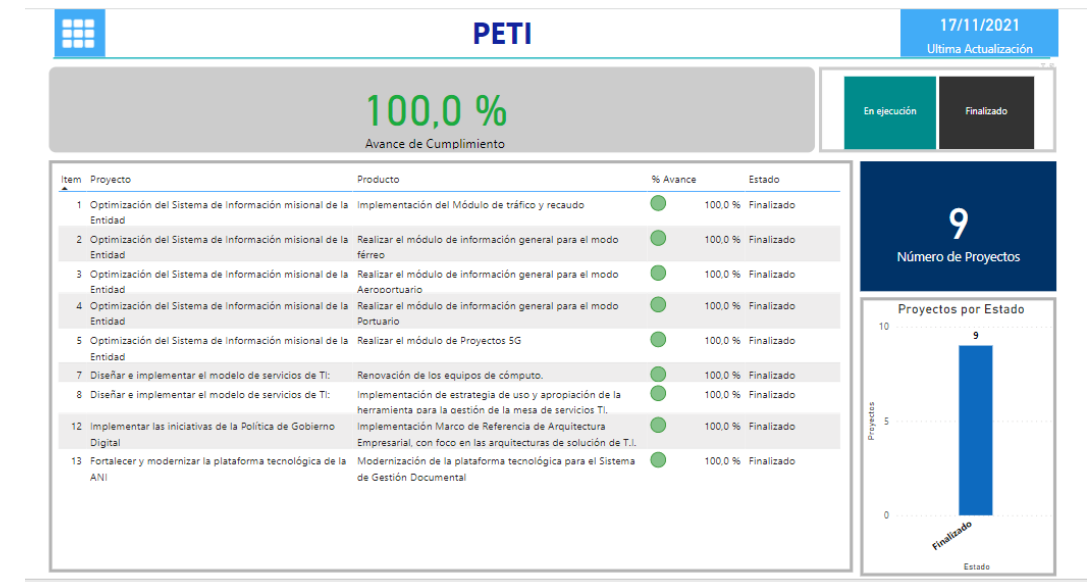 PETI
17/11/2021
Ultima Actualización
100,0 %
Avance de Cumplimiento
En ejecución
Finalizado
Item Proyecto Producto % Avance Estado
1 Optimización del Sistema de Información misional de la Implementación del Módulo de tráfico y recaudo 100,0 % Finalizado
Entidad
2 Optimización del Sistema de Información misional de la Realizar el módulo de información general para el modo 100,0 % Finalizado
Entidad férreo
3 Optimización del Sistema de Información misional de la Realizar el módulo de información general para el modo 100,0 % Finalizado
Entidad Aeroportuario
4 Optimización del Sistema de Información misional de la Realizar el módulo de información general para el modo 100,0 % Finalizado
Entidad Portuario
5 Optimización del Sistema de Información misional de la Realizar el módulo de Proyectos 5G 100,0 % Finalizado
Entidad
7 Diseñar e implementar el modelo de servicios de TI: Renovación de los equipos de cómputo. 100,0 % Finalizado
8 Diseñar e implementar el modelo de servicios de TI: Implementación de estrategia de uso y apropiación de la 100,0 % Finalizado
herramienta para la gestión de la mesa de servicios TI.
12 Implementar las iniciativas de la Política de Gobierno Implementación Marco de Referencia de Arquitectura 100,0 % Finalizado
Digital Empresarial, con foco en las arquitecturas de solución de T.I.
13 Fortalecer y modernizar la plataforma tecnológica de la Modernización de la plataforma tecnológica para el Sistema 100,0 % Finalizado
ANI de Gestión Documental
9
Número de Proyectos
Proyectos por Estado
10
9
Proyectos
5
0
Finalizado
Estado